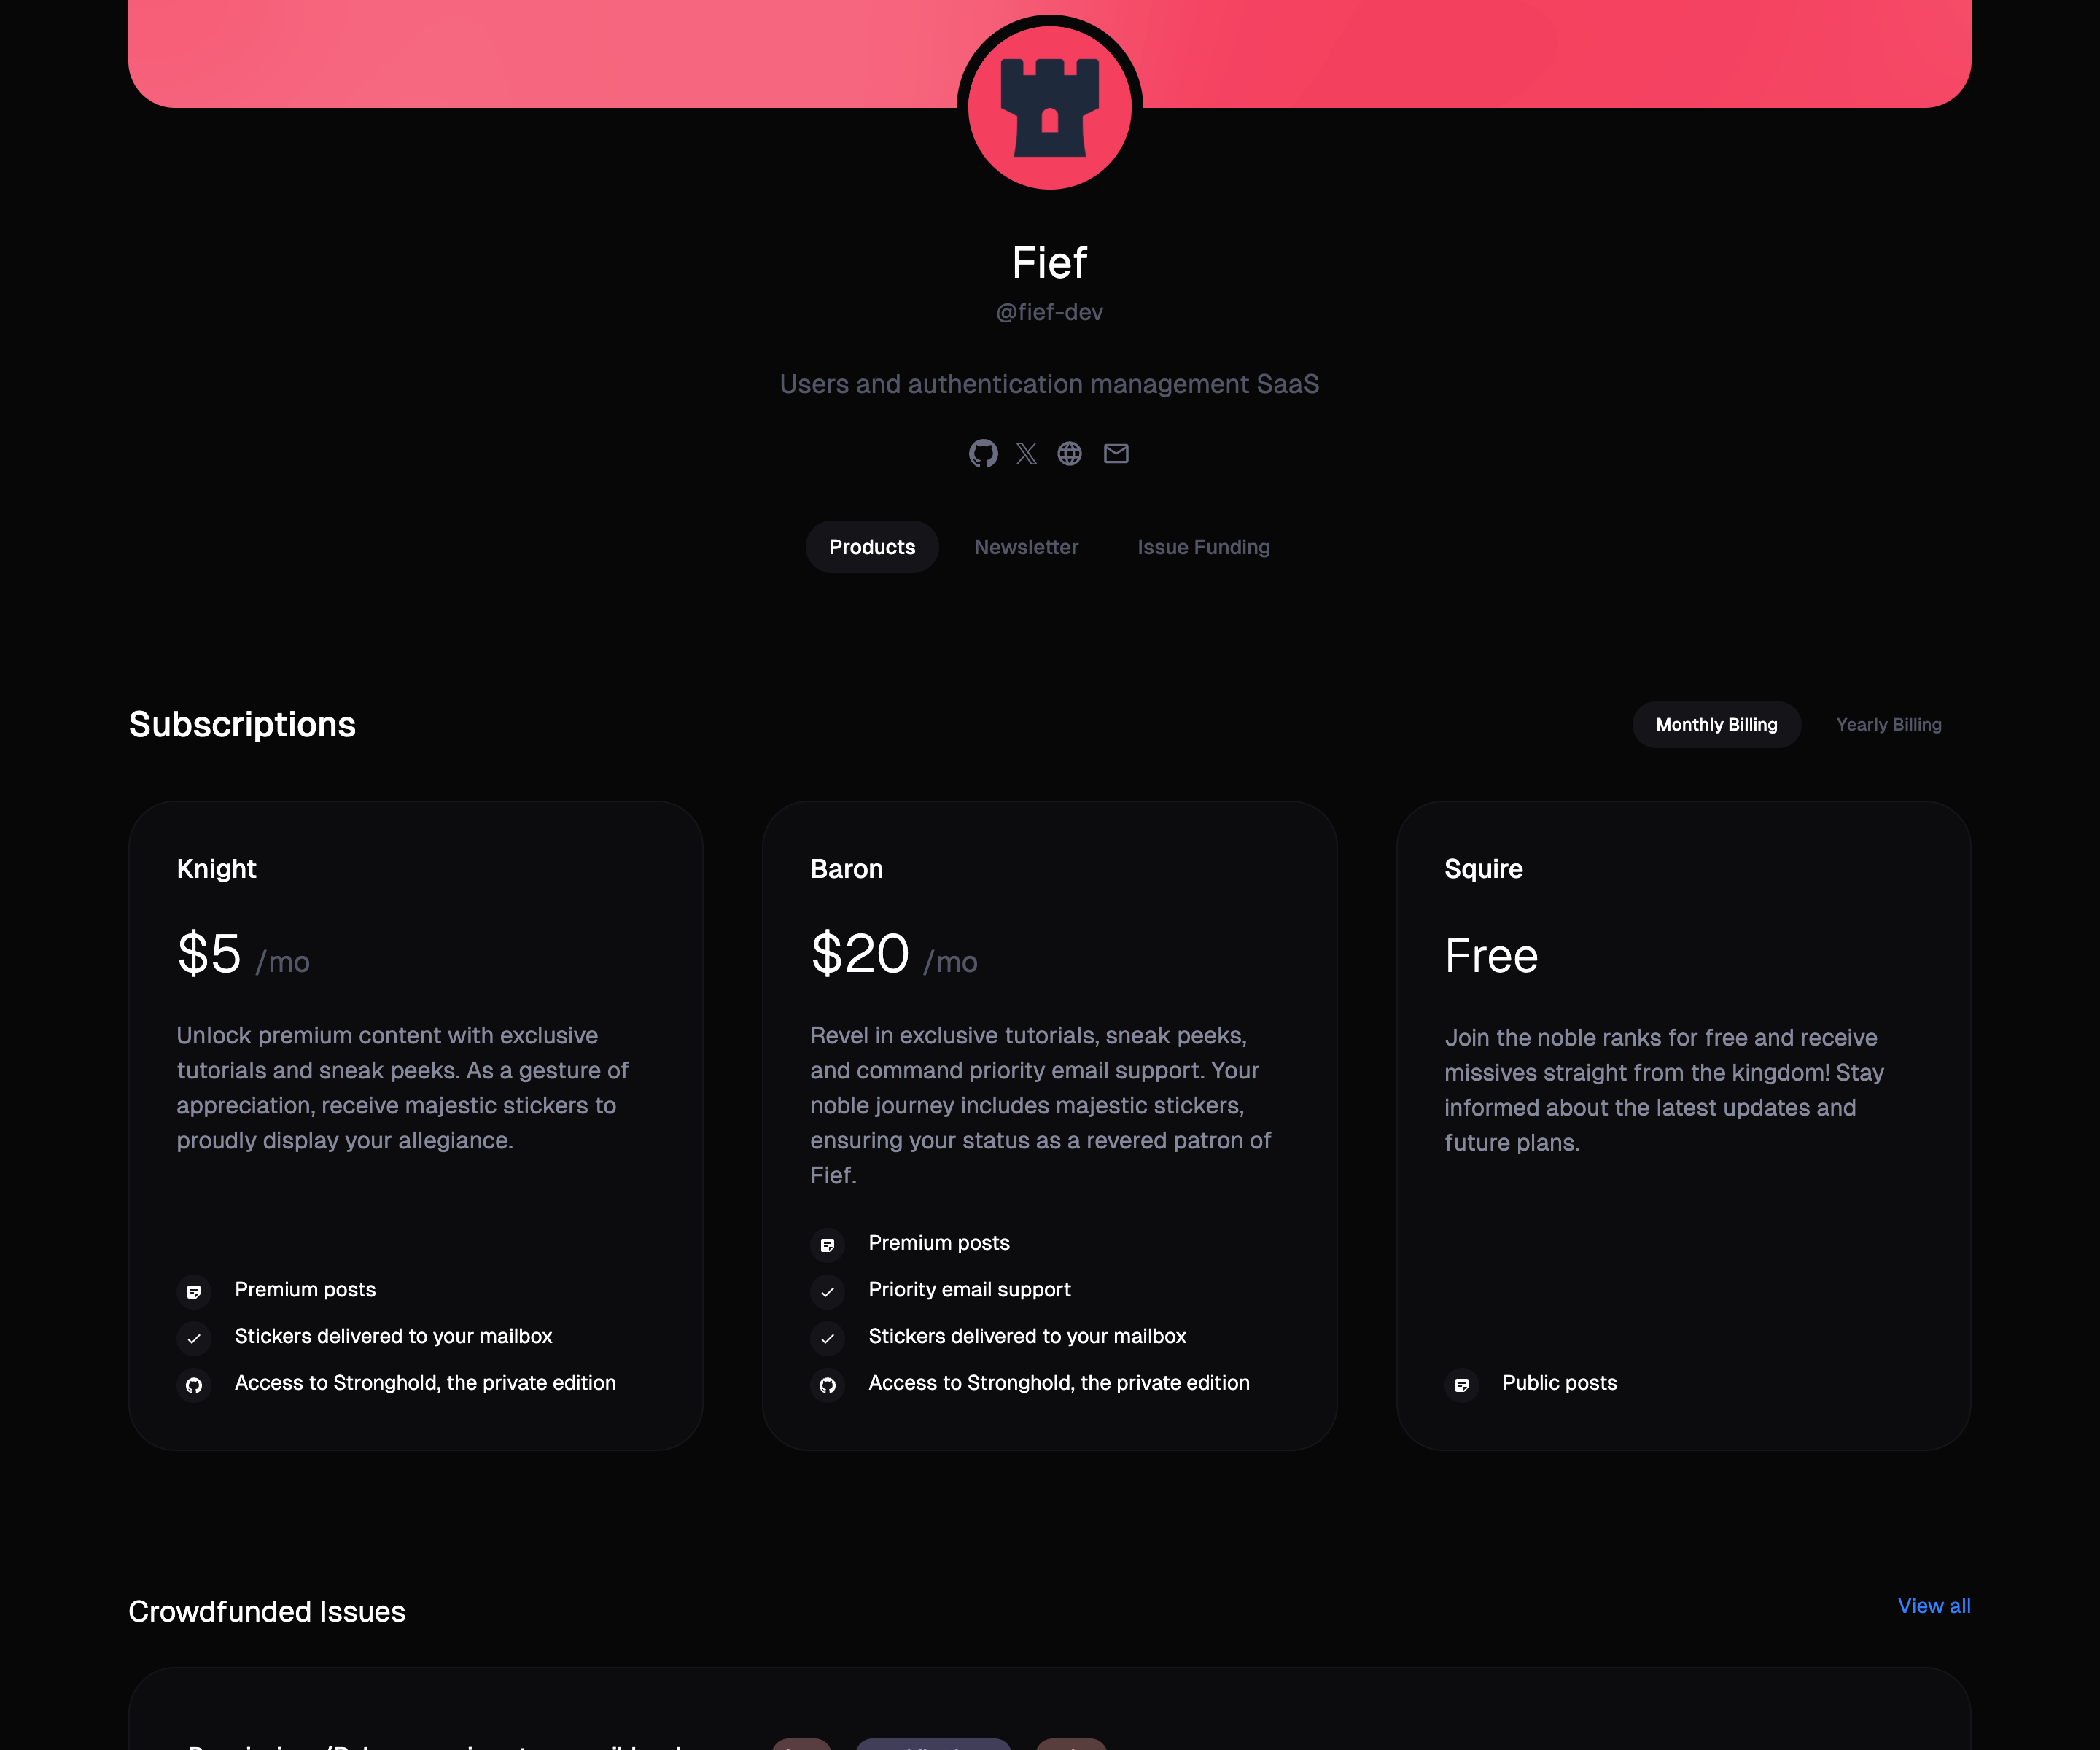 Fief
@fief-dev
Users and authentication management SaaS
Products
Newsletter
Issue Funding
Subscriptions
Monthly Billing
Yearly Billing
Knight
$5 /mo
Unlock premium content with exclusive
tutorials and sneak peeks. As a gesture of
appreciation, receive majestic stickers to
proudly display your allegiance.
Premium posts
Stickers delivered to your mailbox
Access to Stronghold, the private edition
Baron
$20 /mo
Revel in exclusive tutorials, sneak peeks,
and command priority email support. Your
noble journey includes majestic stickers,
ensuring your status as a revered patron of
Fief.
Premium posts
Priority email support
Stickers delivered to your mailbox
Access to Stronghold, the private edition
Squire
Free
Join the noble ranks for free and receive
missives straight from the kingdom! Stay
informed about the latest updates and
future plans.
Public posts
Crowdfunded Issues
View all